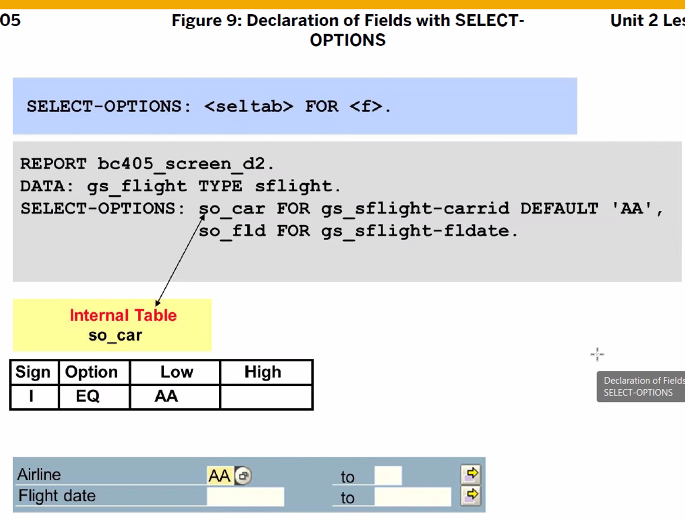 05
Figure 9: Declaration of Fields with SELECT-
OPTIONS
Unit 2 Les
SELECT-OPTIONS: <seltab> FOR <f>.
REPORT bc405_screen_d2.
DATA: gs_flight TYPE sflight.
SELECT-OPTIONS: so_car FOR gs_sflight-carrid DEFAULT 'AA',
so_fld FOR gs_sflight-fldate.
Internal Table
so_car
Sign Option Low High
I EQ AA
Declaration of Fields
SELECT-OPTIONS
Airline AA to
Flight date to